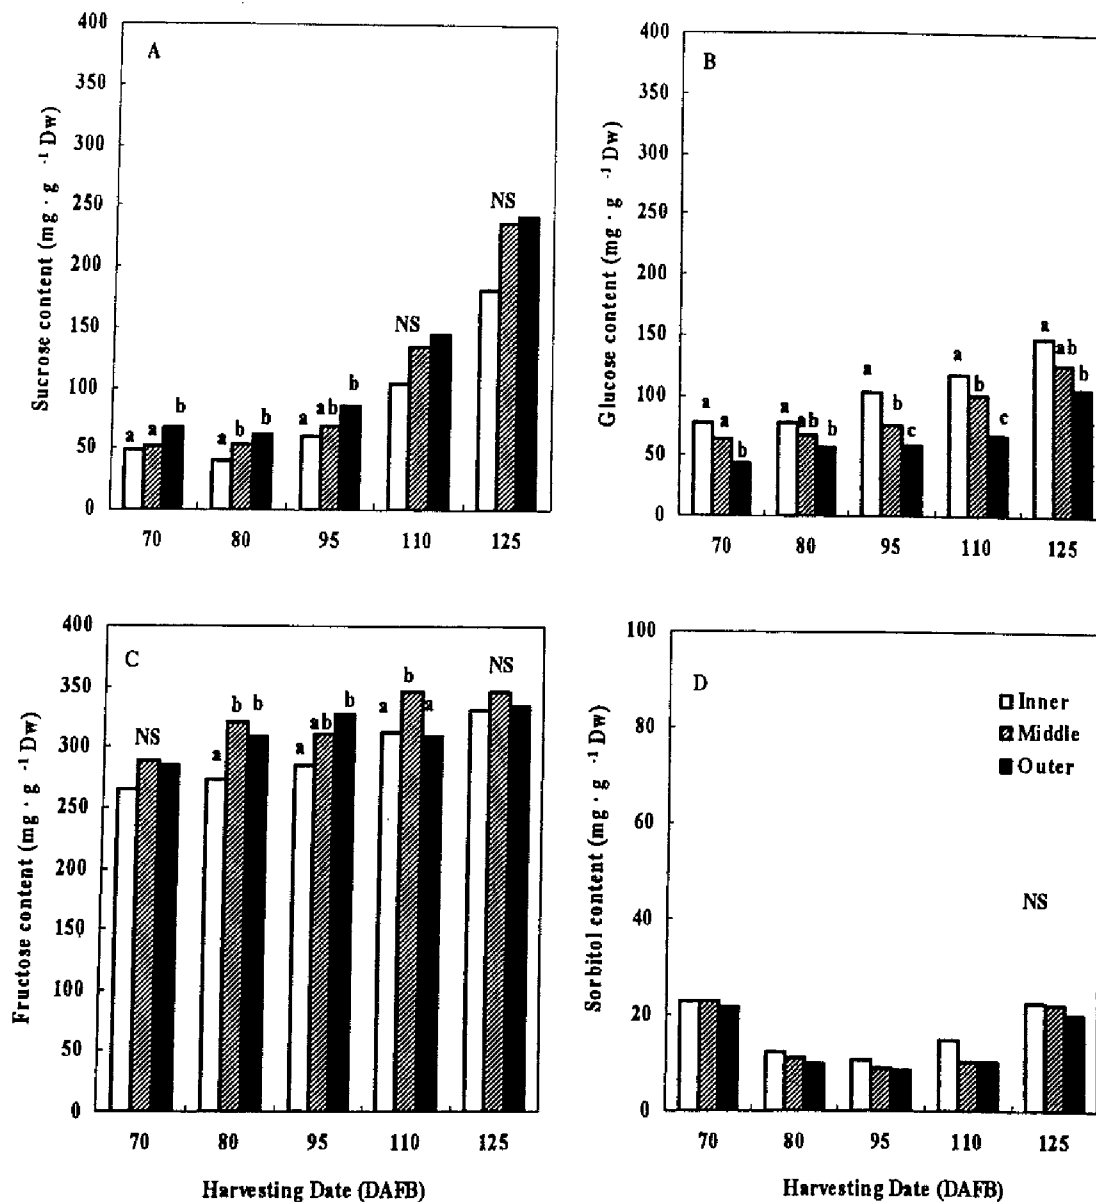 A
Sucrose content (mg · g ⁻¹ Dw)
400
350
300
250
200
150
100
50
0
a a b
b b
a
a ab b
NS
NS
70 80 95 110 125
B
Glucose content (mg · g ⁻¹ Dw)
400
350
300
250
200
150
100
50
0
a a b
a ab b
a b c
a b c
a ab b
70 80 95 110 125
C
Fructose content (mg · g ⁻¹ Dw)
400
350
300
250
200
150
100
50
0
NS
a b b
a ab b
a b a
NS
70 80 95 110 125
Harvesting Date (DAFB)
D
Sorbitol content (mg · g ⁻¹ Dw)
100
80
60
40
20
0
Inner
Middle
Outer
NS
70 80 95 110 125
Harvesting Date (DAFB)